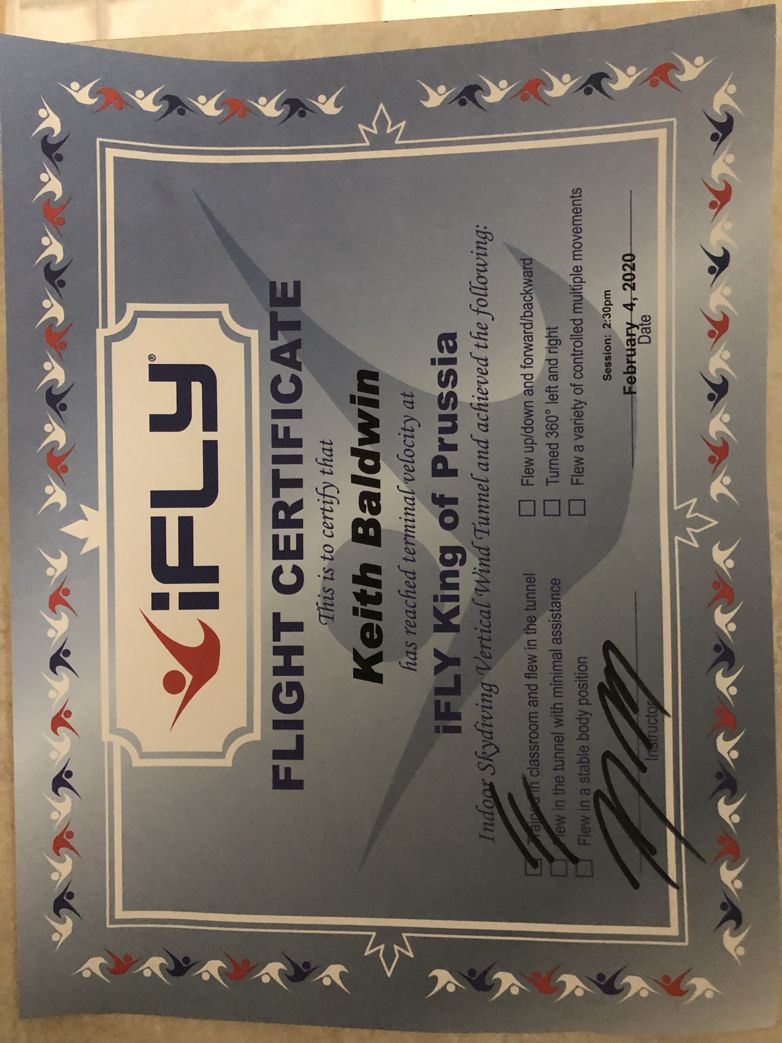 iFLY®
FLIGHT CERTIFICATE
This is to certify that
Keith Baldwin
has reached terminal velocity at
iFLY King of Prussia
Indoor Skydiving Vertical Wind Tunnel and achieved the following:
Trained in classroom and flew in the tunnel
Flew in the tunnel with minimal assistance
Flew in a stable body position
Flew up/down and forward/backward
Turned 360° left and right
Flew a variety of controlled multiple movements
Session: 2:30pm
February 4, 2020
Instructor
Date